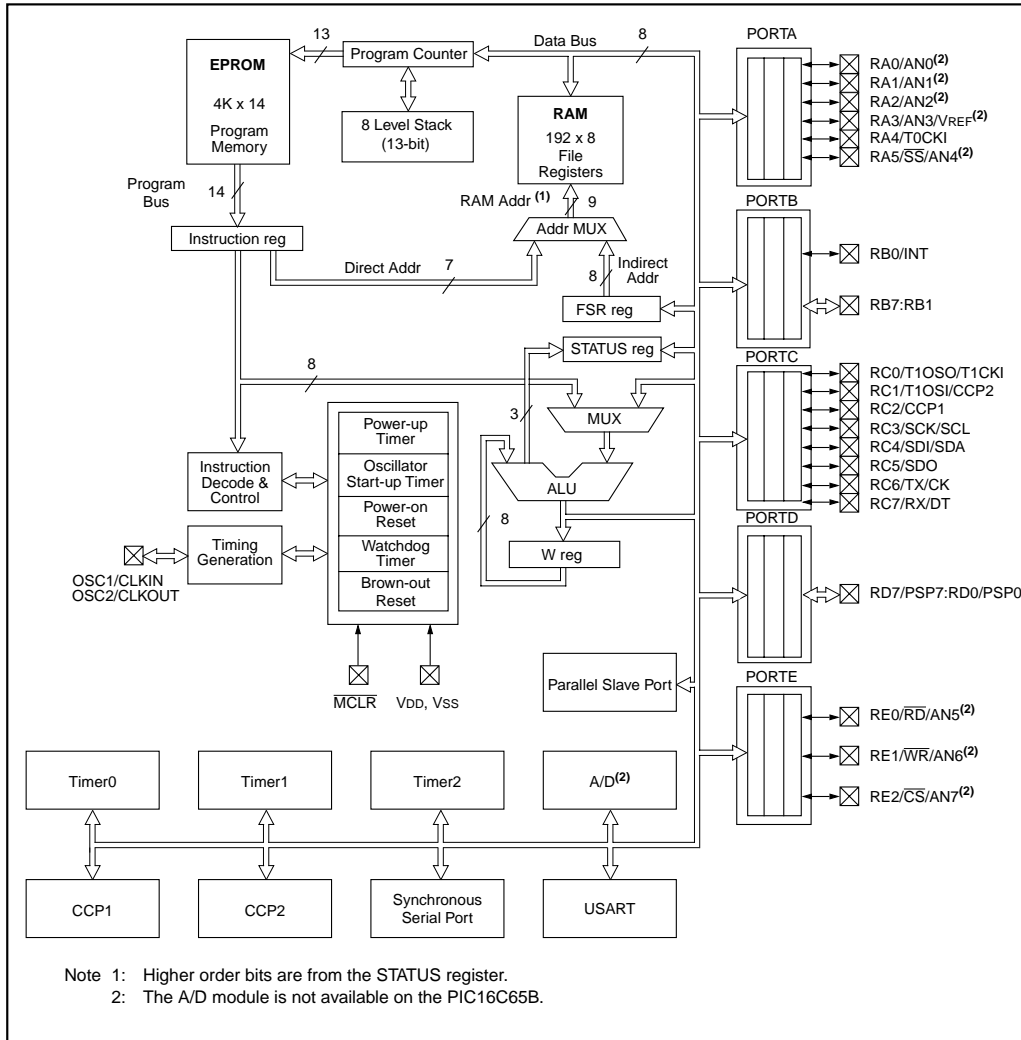 13
Program Counter
Data Bus
8
PORTA
EPROM
4K x 14
Program
Memory
8 Level Stack
(13-bit)
RAM
192 x 8
File
Registers
RA0/AN0(2)
RA1/AN1(2)
RA2/AN2(2)
RA3/AN3/VREF(2)
RA4/T0CKI
RA5/SS/AN4(2)
Program
Bus
14
RAM Addr (1)
9
PORTB
Instruction reg
Addr MUX
RB0/INT
Direct Addr
7
8
Indirect
Addr
RB7:RB1
FSR reg
STATUS reg
PORTC
8
3
MUX
RC0/T1OSO/T1CKI
RC1/T1OSI/CCP2
RC2/CCP1
RC3/SCK/SCL
RC4/SDI/SDA
RC5/SDO
RC6/TX/CK
RC7/RX/DT
Power-up
Timer
Oscillator
Start-up Timer
Power-on
Reset
Watchdog
Timer
Brown-out
Reset
Instruction
Decode &
Control
ALU
8
W reg
PORTD
Timing
Generation
OSC1/CLKIN
OSC2/CLKOUT
RD7/PSP7:RD0/PSP0
MCLR
VDD, VSS
Parallel Slave Port
PORTE
RE0/RD/AN5(2)
RE1/WR/AN6(2)
RE2/CS/AN7(2)
Timer0
Timer1
Timer2
A/D(2)
CCP1
CCP2
Synchronous
Serial Port
USART
Note 1: Higher order bits are from the STATUS register.
2: The A/D module is not available on the PIC16C65B.